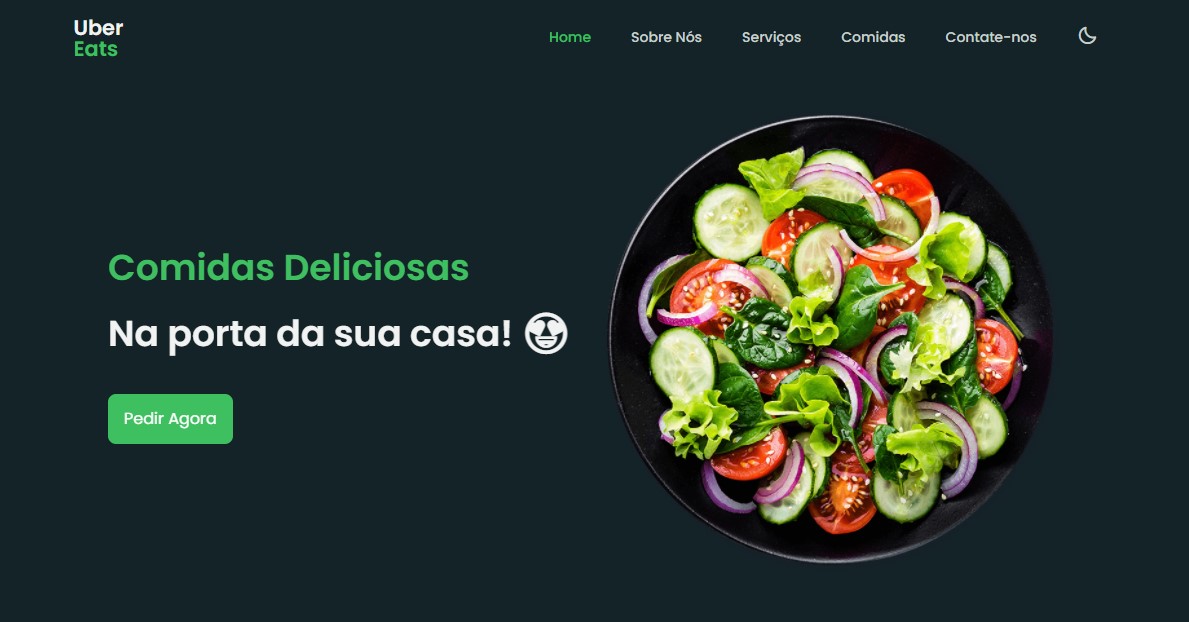 Uber
Eats
Home Sobre Nós Serviços Comidas Contate-nos
Comidas Deliciosas
Na porta da sua casa! 😍
Pedir Agora